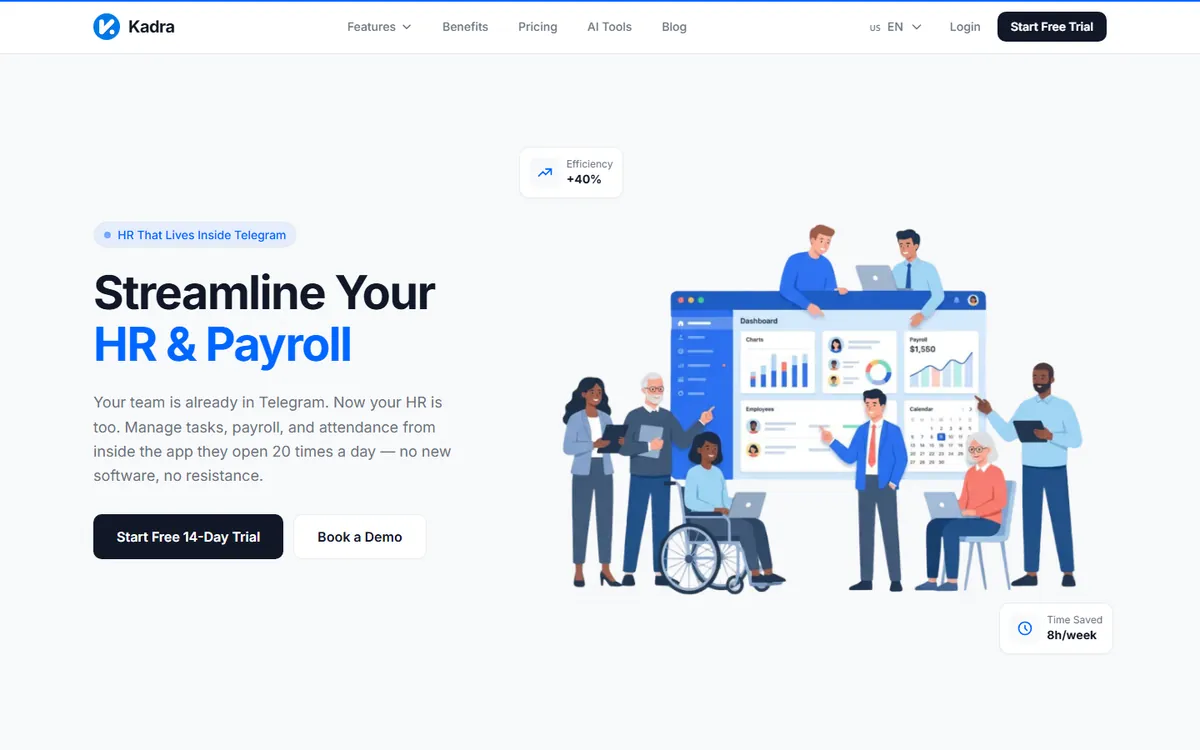 Kadra
Features
Benefits
Pricing
AI Tools
Blog
US EN
Login
Start Free Trial
Efficiency
+40%
HR That Lives Inside Telegram
Streamline Your
HR & Payroll
Your team is already in Telegram. Now your HR is
too. Manage tasks, payroll, and attendance from
inside the app they open 20 times a day — no new
software, no resistance.
Start Free 14-Day Trial
Book a Demo
Dashboard
Charts
Payroll
$1,550
Employees
Calendar
Time Saved
8h/week